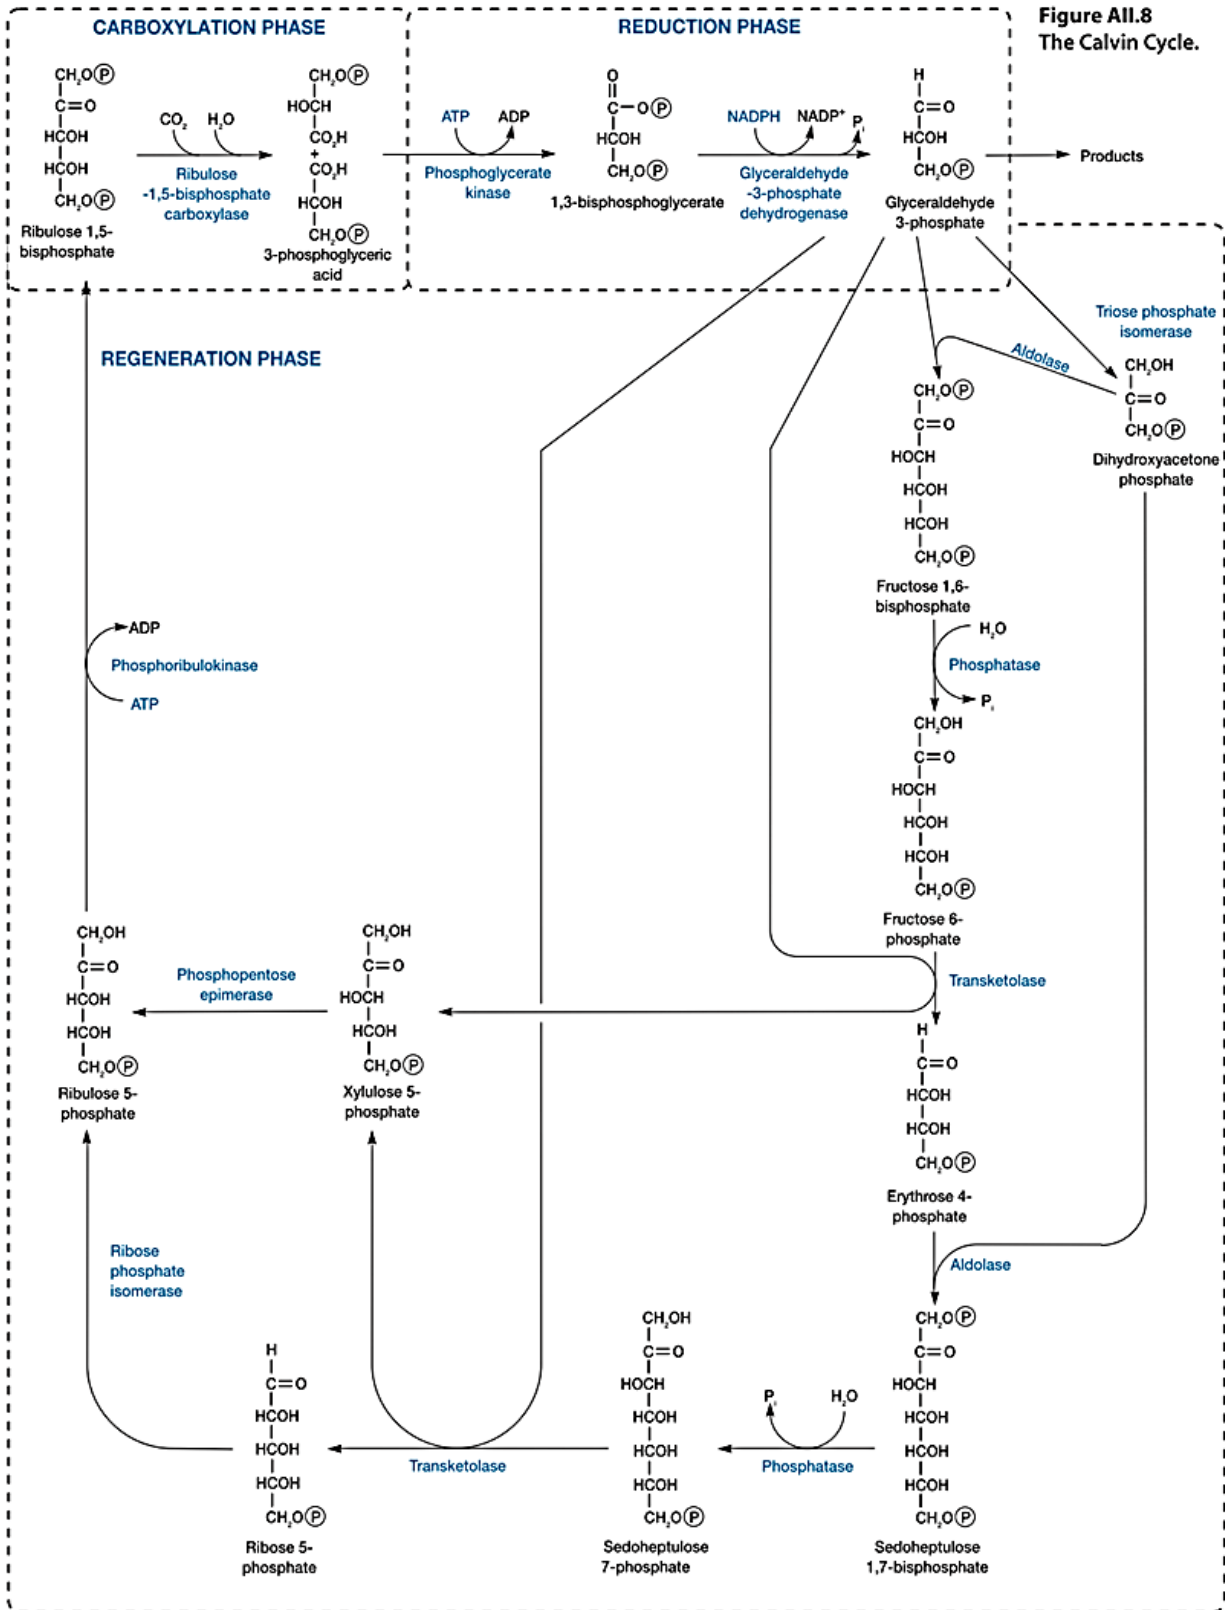 Figure AII.8
The Calvin Cycle.
CARBOXYLATION PHASE
REDUCTION PHASE
CH₂OⓅ
C=O
HCOH
HCOH
CH₂OⓅ
Ribulose 1,5-
bisphosphate
CO₂ H₂O
Ribulose
-1,5-bisphosphate
carboxylase
CH₂OⓅ
HOCH
CO₂H
+
CO₂H
HCOH
CH₂OⓅ
3-phosphoglyceric
acid
ATP ADP
Phosphoglycerate
kinase
O
C-OⓅ
HCOH
CH₂OⓅ
1,3-bisphosphoglycerate
NADPH NADP⁺ Pᵢ
Glyceraldehyde
-3-phosphate
dehydrogenase
H
C=O
HCOH
CH₂OⓅ
Glyceraldehyde
3-phosphate
Products
REGENERATION PHASE
Triose phosphate
isomerase
Aldolase
CH₂OH
C=O
CH₂OⓅ
Dihydroxyacetone
phosphate
CH₂OⓅ
C=O
HOCH
HCOH
HCOH
CH₂OⓅ
Fructose 1,6-
bisphosphate
H₂O
Phosphatase
Pᵢ
CH₂OH
C=O
HOCH
HCOH
HCOH
CH₂OⓅ
Fructose 6-
phosphate
Transketolase
ADP
Phosphoribulokinase
ATP
CH₂OH
C=O
HCOH
HCOH
CH₂OⓅ
Ribulose 5-
phosphate
Phosphopentose
epimerase
CH₂OH
C=O
HOCH
HCOH
CH₂OⓅ
Xylulose 5-
phosphate
H
C=O
HCOH
HCOH
CH₂OⓅ
Erythrose 4-
phosphate
Aldolase
Ribose
phosphate
isomerase
H
C=O
HCOH
HCOH
HCOH
CH₂OⓅ
Ribose 5-
phosphate
Transketolase
CH₂OH
C=O
HOCH
HCOH
HCOH
HCOH
CH₂OⓅ
Sedoheptulose
7-phosphate
Pᵢ H₂O
Phosphatase
CH₂OⓅ
C=O
HOCH
HCOH
HCOH
HCOH
CH₂OⓅ
Sedoheptulose
1,7-bisphosphate